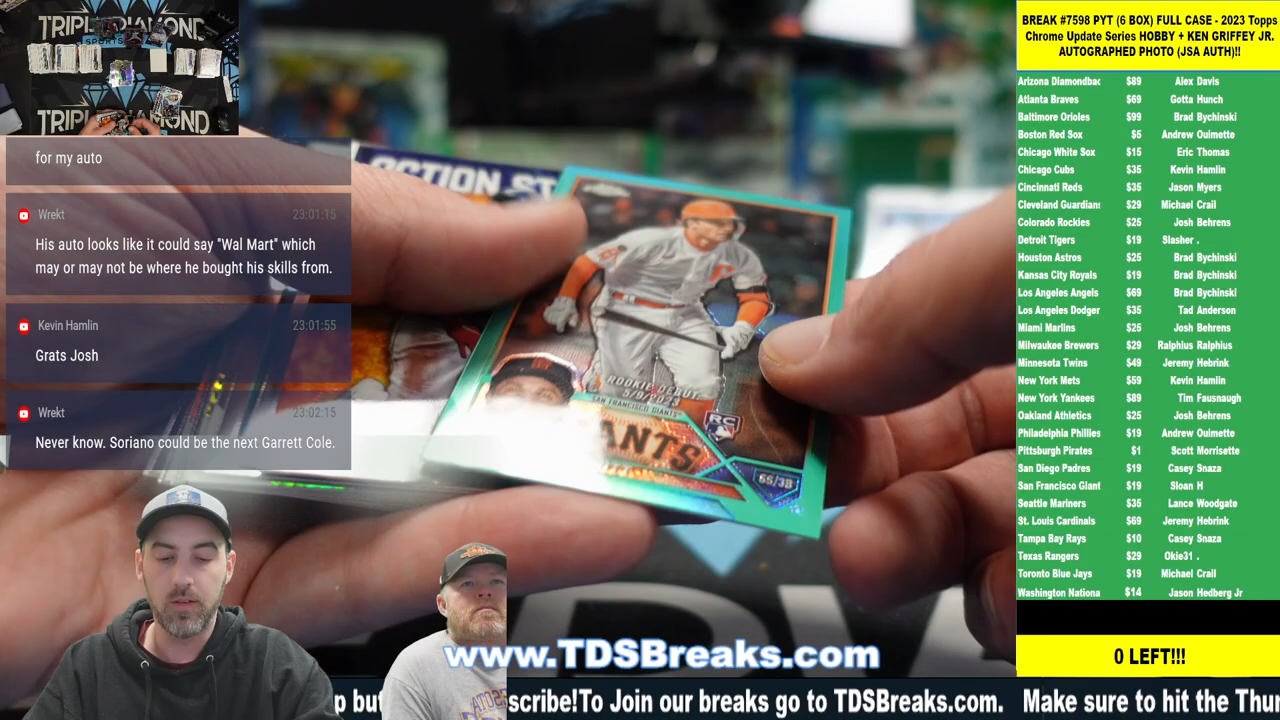 TRIPLE DIAMOND
SPORTS
TRIPL DIAMOND
for my auto
Wrekt 23:01:15
His auto looks like it could say "Wal Mart" which
may or may not be where he bought his skills from.
Kevin Hamlin 23:01:55
Grats Josh
Wrekt 23:02:15
Never know. Soriano could be the next Garrett Cole.
ACTION ST
ROOKIE DEBUT
5/9/2023
SAN FRANCISCO GIANTS
RC
ANTS
SS/3B
www.TDSBreaks.com
p but
scribe!To Join our breaks go to TDSBreaks.com. Make sure to hit the Thu
BREAK #7598 PYT (6 BOX) FULL CASE - 2023 Topps
Chrome Update Series HOBBY + KEN GRIFFEY JR.
AUTOGRAPHED PHOTO (JSA AUTH)!!
Arizona Diamondbac $89 Alex Davis
Atlanta Braves $69 Gotta Hunch
Baltimore Orioles $99 Brad Bychinski
Boston Red Sox $5 Andrew Ouimette
Chicago White Sox $15 Eric Thomas
Chicago Cubs $35 Kevin Hamlin
Cincinnati Reds $35 Jason Myers
Cleveland Guardians $29 Michael Crail
Colorado Rockies $25 Josh Behrens
Detroit Tigers $19 Slasher .
Houston Astros $25 Brad Bychinski
Kansas City Royals $19 Brad Bychinski
Los Angeles Angels $69 Brad Bychinski
Los Angeles Dodger $35 Tad Anderson
Miami Marlins $25 Josh Behrens
Milwaukee Brewers $29 Ralphius Ralphius
Minnesota Twins $49 Jeremy Hebrink
New York Mets $59 Kevin Hamlin
New York Yankees $89 Tim Fausnaugh
Oakland Athletics $25 Josh Behrens
Philadelphia Phillies $19 Andrew Ouimette
Pittsburgh Pirates $1 Scott Morrisette
San Diego Padres $19 Casey Snaza
San Francisco Giant $19 Sloan H
Seattle Mariners $35 Lance Woodgate
St. Louis Cardinals $69 Jeremy Hebrink
Tampa Bay Rays $10 Casey Snaza
Texas Rangers $29 Okie31 .
Toronto Blue Jays $19 Michael Crail
Washington Nationa $14 Jason Hedberg Jr
0 LEFT!!!